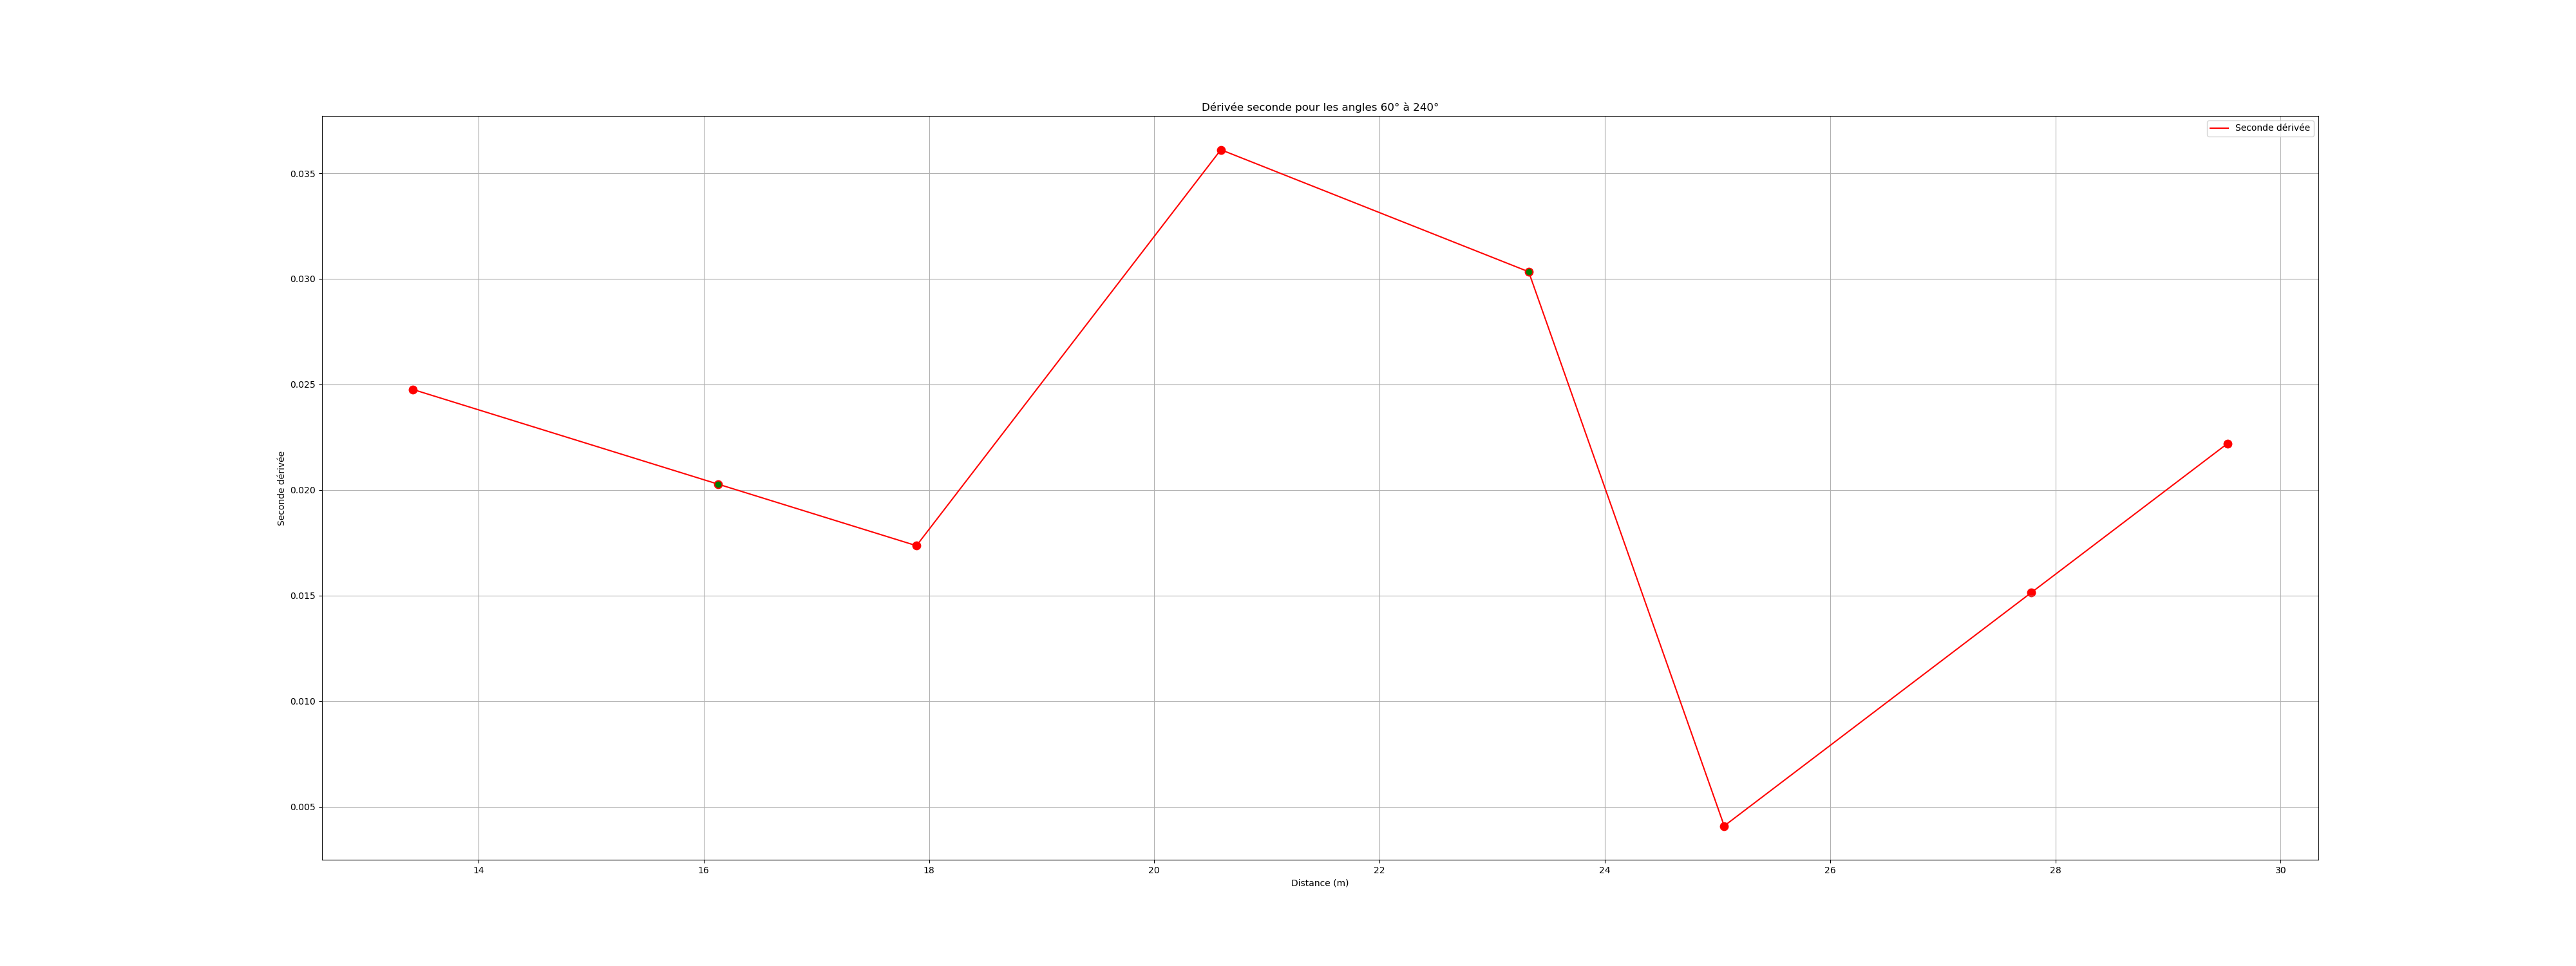 Dérivée seconde pour les angles 60° à 240°
Seconde dérivée
0.035
0.030
0.025
0.020
0.015
0.010
0.005
Seconde dérivée
14 16 18 20 22 24 26 28 30
Distance (m)